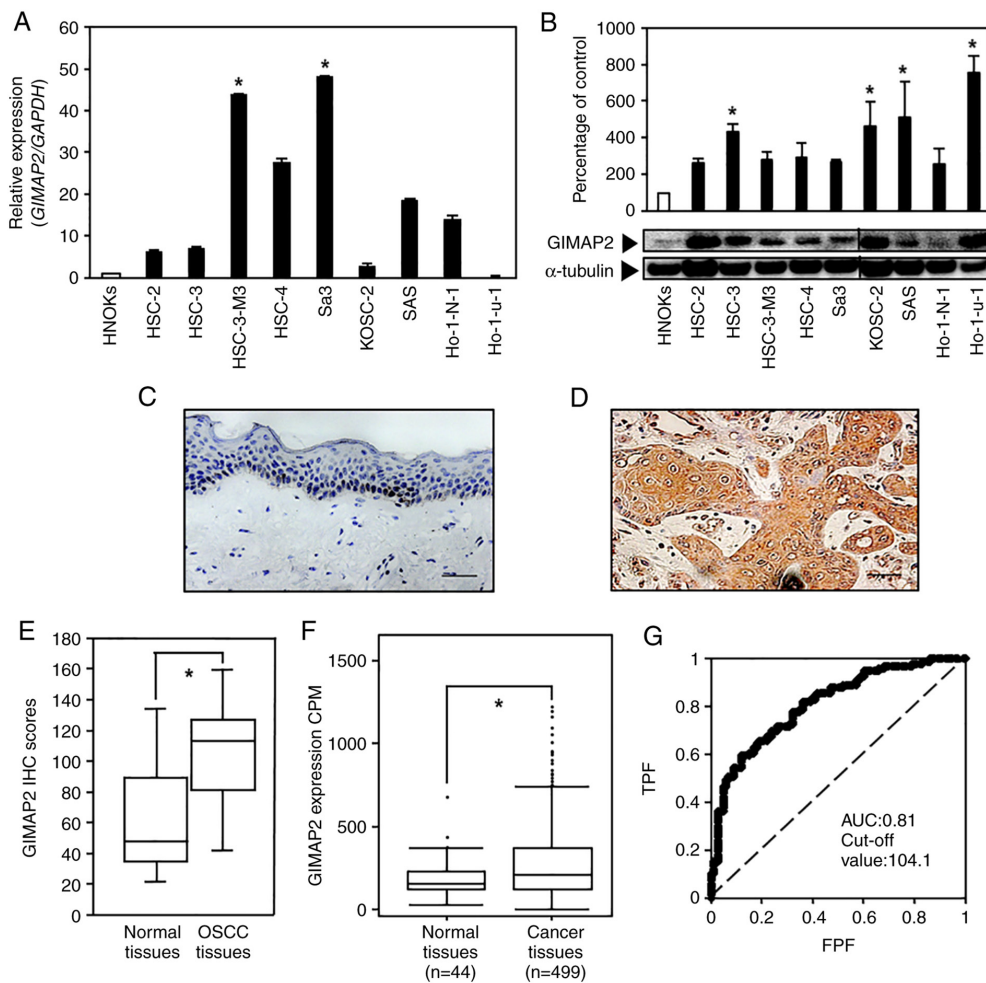 A
Relative expression
(GIMAP2/GAPDH)
60
50
40
30
20
10
0
*
*
HNOKs
HSC-2
HSC-3
HSC-3-M3
HSC-4
Sa3
KOSC-2
SAS
Ho-1-N-1
Ho-1-u-1
B
Percentage of control
1000
800
600
400
200
0
*
*
*
*
GIMAP2
α-tubulin
HNOKs
HSC-2
HSC-3
HSC-3-M3
HSC-4
Sa3
KOSC-2
SAS
Ho-1-N-1
Ho-1-u-1
C
D
E
GIMAP2 IHC scores
180
160
140
120
100
80
60
40
20
0
*
Normal
tissues
OSCC
tissues
F
GIMAP2 expression CPM
1500
1000
500
0
*
Normal
tissues
(n=44)
Cancer
tissues
(n=499)
G
TPF
1
0.8
0.6
0.4
0.2
0
AUC:0.81
Cut-off
value:104.1
0
0.2
0.4
0.6
0.8
1
FPF